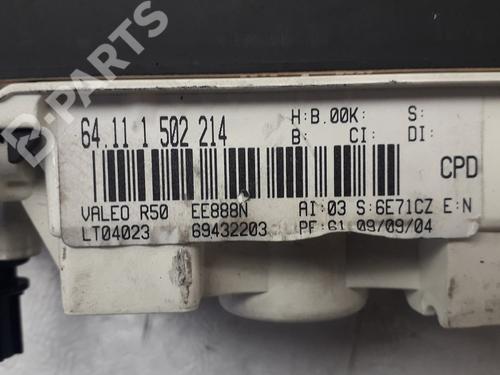 B-PARTS
H:B.00K: S:
64.11 1 502 214 B: CI: DI:
CPD
VALEO R50 EE888N AI:03 S:6E71CZ E:N
LT04023 69432203 PF:61 09/09/04